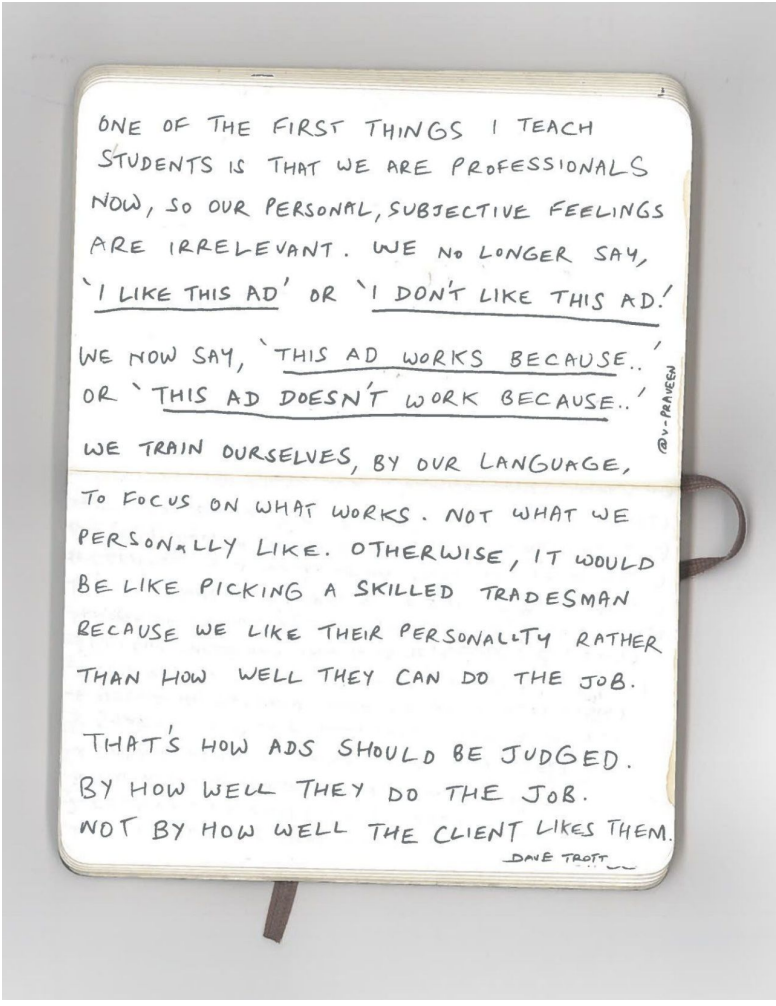 ONE OF THE FIRST THINGS I TEACH
STUDENTS IS THAT WE ARE PROFESSIONALS
NOW, SO OUR PERSONAL, SUBJECTIVE FEELINGS
ARE IRRELEVANT. WE NO LONGER SAY,
'I LIKE THIS AD' OR 'I DON'T LIKE THIS AD.'
WE NOW SAY, 'THIS AD WORKS BECAUSE..'
OR 'THIS AD DOESN'T WORK BECAUSE..'
@V-PRAVEEN
WE TRAIN OURSELVES, BY OUR LANGUAGE,
TO FOCUS ON WHAT WORKS. NOT WHAT WE
PERSONALLY LIKE. OTHERWISE, IT WOULD
BE LIKE PICKING A SKILLED TRADESMAN
BECAUSE WE LIKE THEIR PERSONALITY RATHER
THAN HOW WELL THEY CAN DO THE JOB.
THAT'S HOW ADS SHOULD BE JUDGED.
BY HOW WELL THEY DO THE JOB.
NOT BY HOW WELL THE CLIENT LIKES THEM.
DAVE TROTT